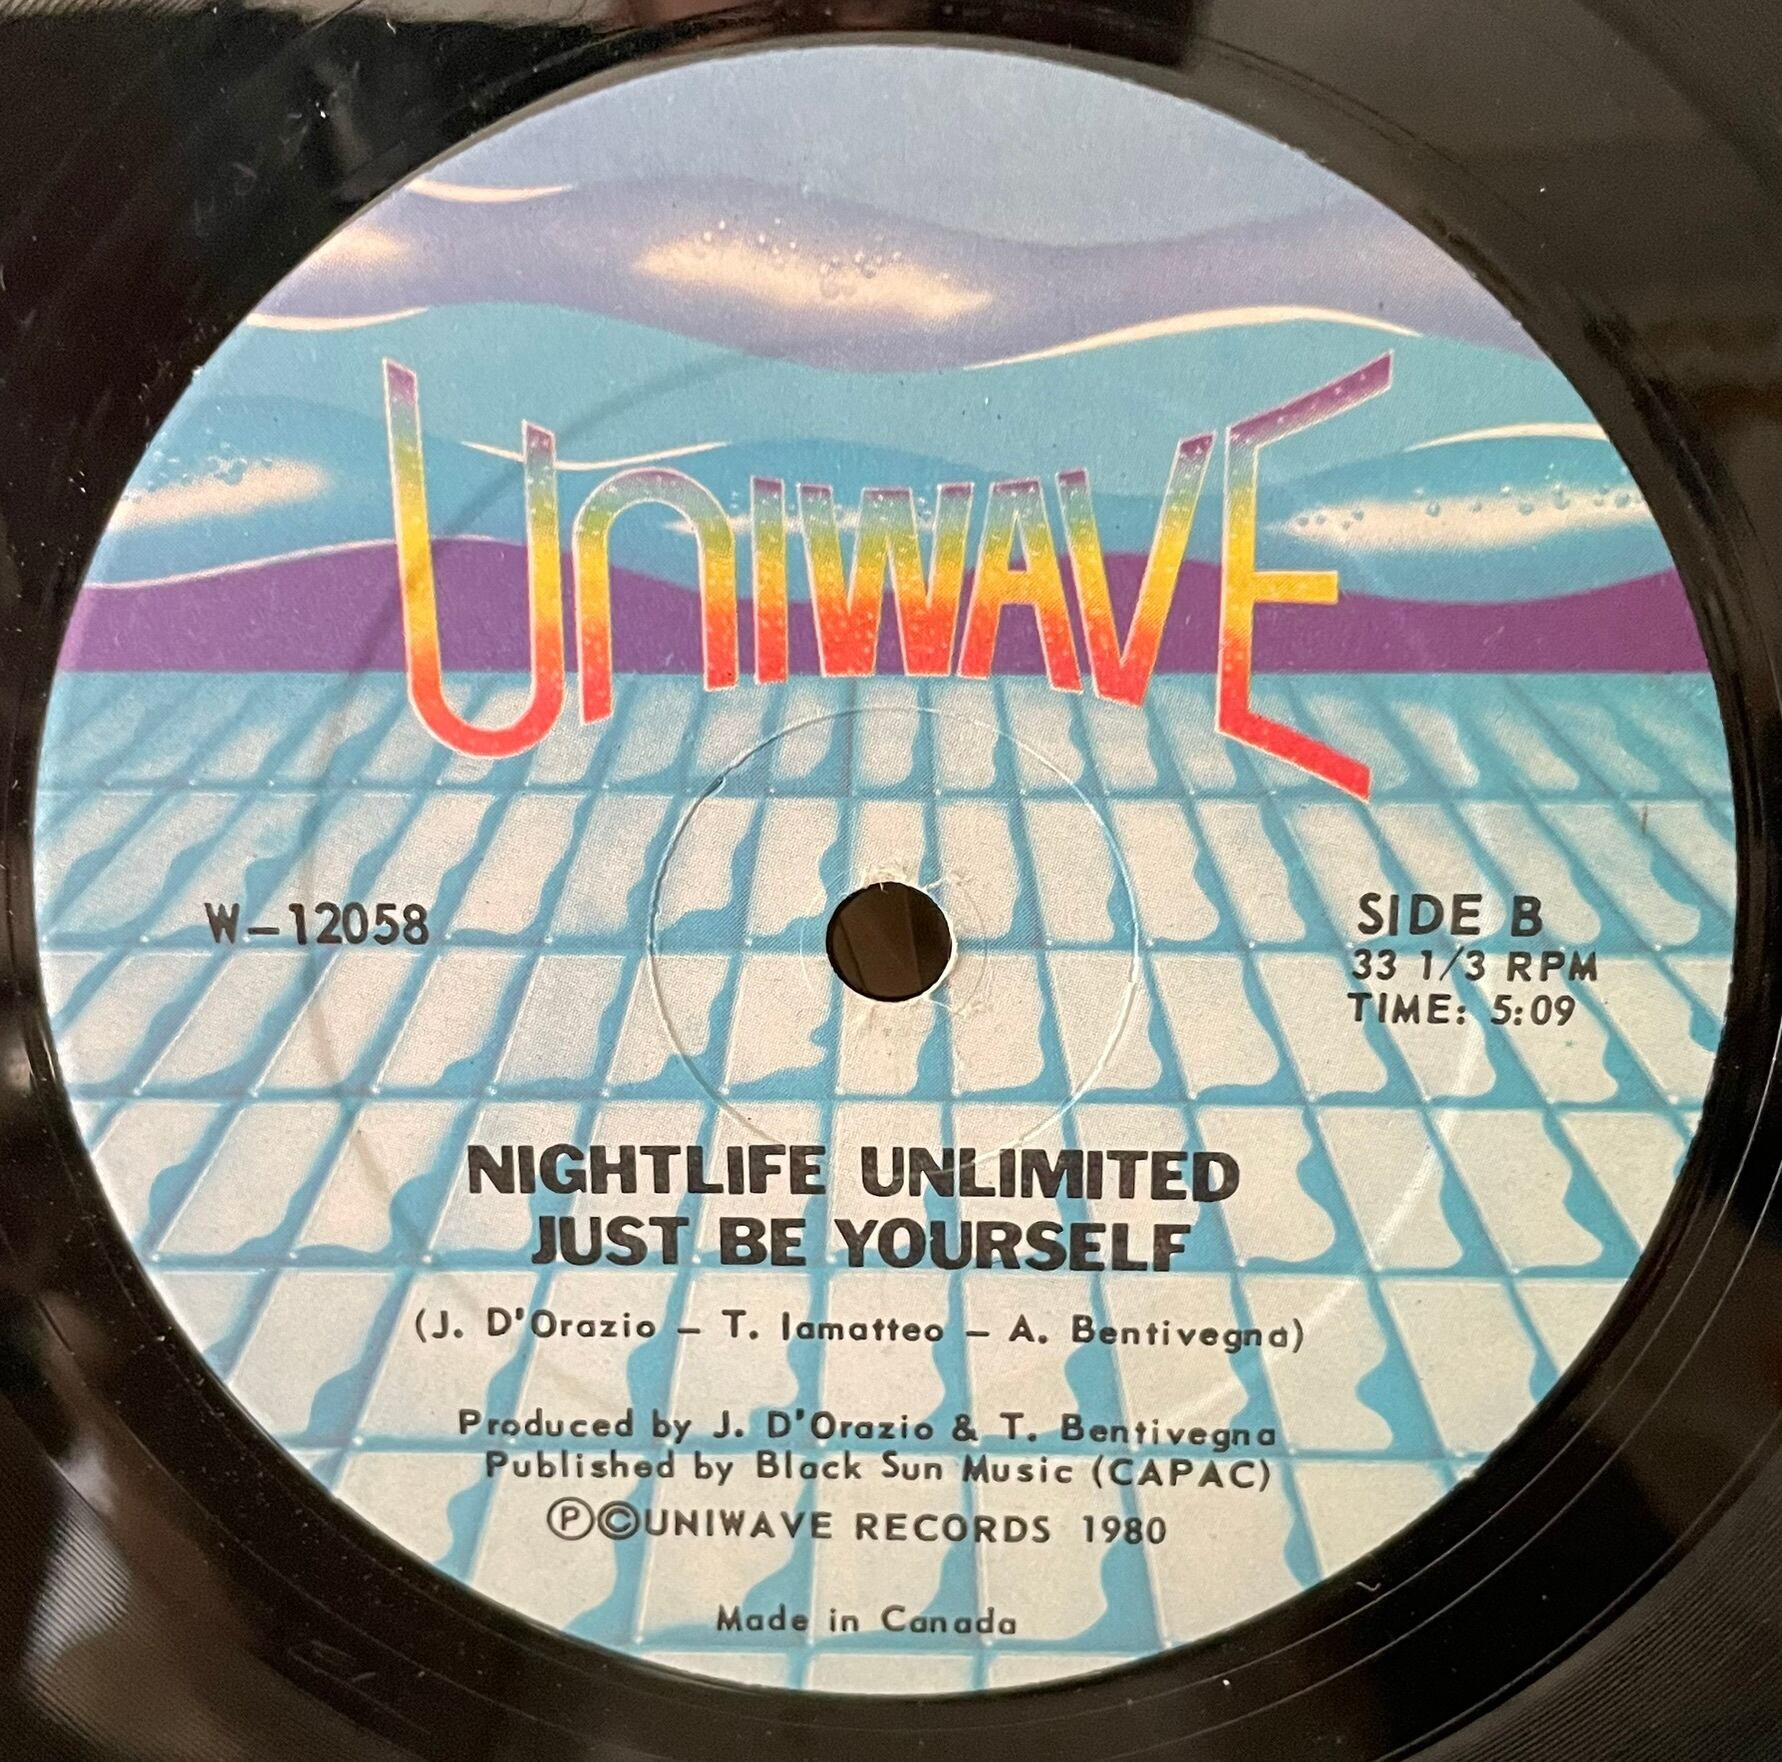 UNIWAVE
W-12058
SIDE B
33 1/3 RPM
TIME: 5:09
NIGHTLIFE UNLIMITED
JUST BE YOURSELF
(J. D'Orazio - T. Iamatteo - A. Bentivegna)
Produced by J. D'Orazio & T. Bentivegna
Published by Black Sun Music (CAPAC)
ⓅⒸUNIWAVE RECORDS 1980
Made in Canada